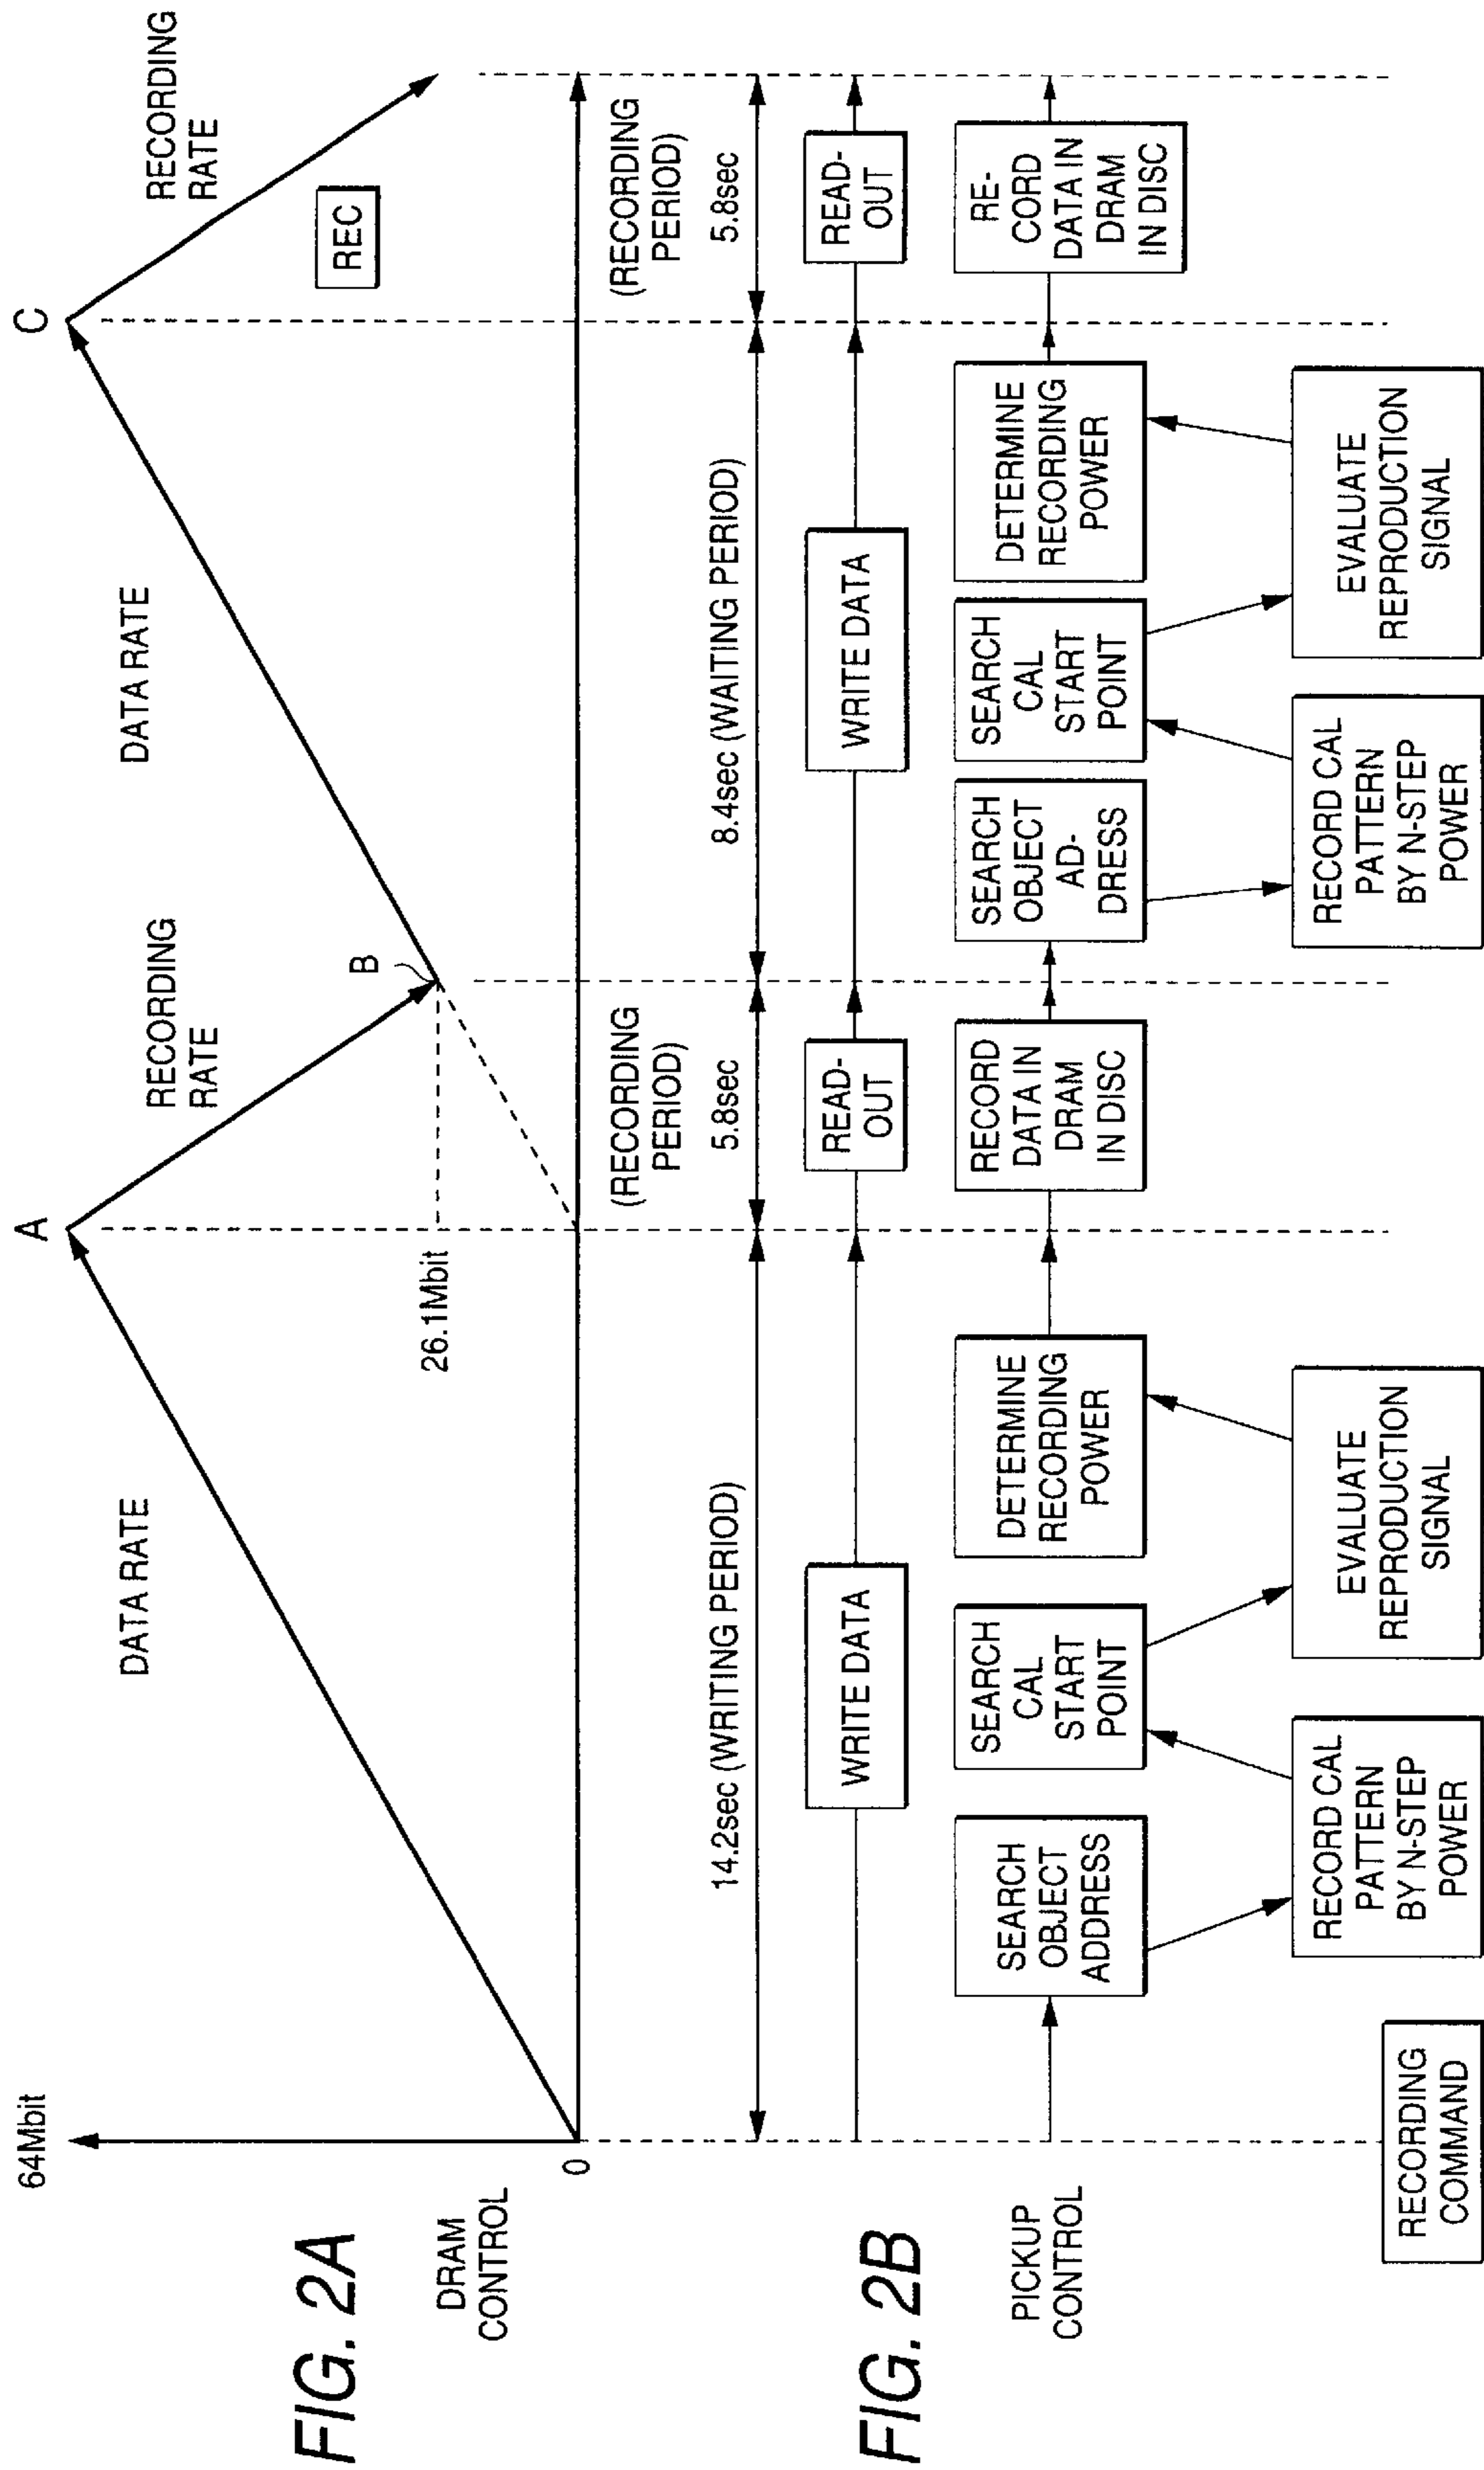 FIG. 2A
64Mbit
A
C
DATA RATE
RECORDING
RATE
DATA RATE
RECORDING
RATE
B
REC
26.1Mbit
DRAM
CONTROL
0
(RECORDING
PERIOD)
(RECORDING
PERIOD)
14.2sec (WRITING PERIOD)
5.8sec
8.4sec (WAITING PERIOD)
5.8sec
FIG. 2B
WRITE DATA
READ-
OUT
WRITE DATA
READ-
OUT
PICKUP
CONTROL
SEARCH
OBJECT
ADDRESS
SEARCH
CAL
START
POINT
DETERMINE
RECORDING
POWER
RECORD
DATA IN
DRAM
IN DISC
SEARCH
OBJECT
AD-
DRESS
SEARCH
CAL
START
POINT
DETERMINE
RECORDING
POWER
RE-
CORD
DATA IN
DRAM
IN DISC
RECORD CAL
PATTERN
BY N-STEP
POWER
EVALUATE
REPRODUCTION
SIGNAL
RECORD CAL
PATTERN
BY N-STEP
POWER
EVALUATE
REPRODUCTION
SIGNAL
RECORDING
COMMAND